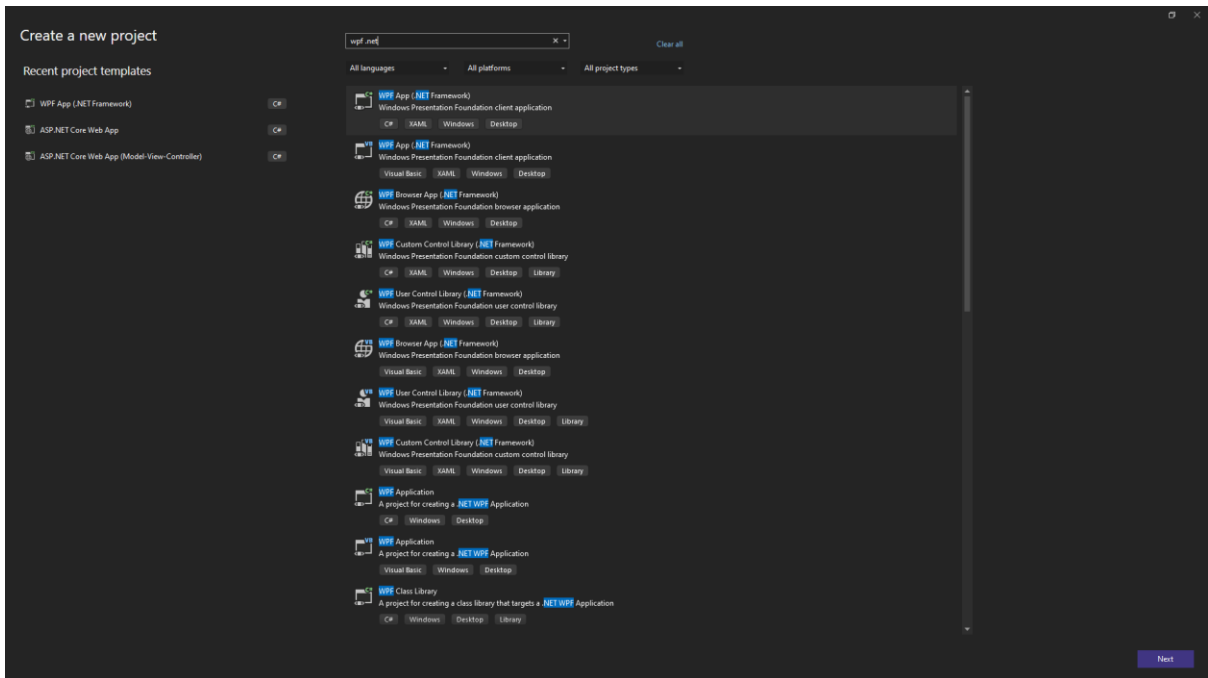 Create a new project
Recent project templates
WPF App (.NET Framework) C#
ASP.NET Core Web App C#
ASP.NET Core Web App (Model-View-Controller) C#
wpf .net
Clear all
All languages All platforms All project types
WPF App (.NET Framework)
Windows Presentation Foundation client application
C# XAML Windows Desktop
WPF App (.NET Framework)
Windows Presentation Foundation client application
Visual Basic XAML Windows Desktop
WPF Browser App (.NET Framework)
Windows Presentation Foundation browser application
C# XAML Windows Desktop
WPF Custom Control Library (.NET Framework)
Windows Presentation Foundation custom control library
C# XAML Windows Desktop Library
WPF User Control Library (.NET Framework)
Windows Presentation Foundation user control library
C# XAML Windows Desktop Library
WPF Browser App (.NET Framework)
Windows Presentation Foundation browser application
Visual Basic XAML Windows Desktop
WPF User Control Library (.NET Framework)
Windows Presentation Foundation user control library
Visual Basic XAML Windows Desktop Library
WPF Custom Control Library (.NET Framework)
Windows Presentation Foundation custom control library
Visual Basic XAML Windows Desktop Library
WPF Application
A project for creating a .NET WPF Application
C# Windows Desktop
WPF Application
A project for creating a .NET WPF Application
Visual Basic Windows Desktop
WPF Class Library
A project for creating a class library that targets a .NET WPF Application
C# Windows Desktop Library
Next